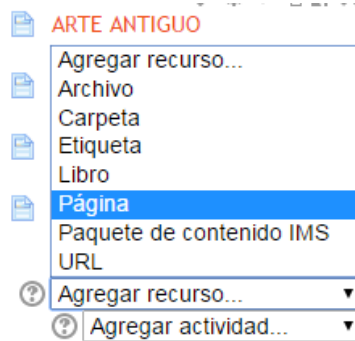 ARTE ANTIGUO
Agregar recurso...
Archivo
Carpeta
Etiqueta
Libro
Página
Paquete de contenido IMS
URL
Agregar recurso...
Agregar actividad...